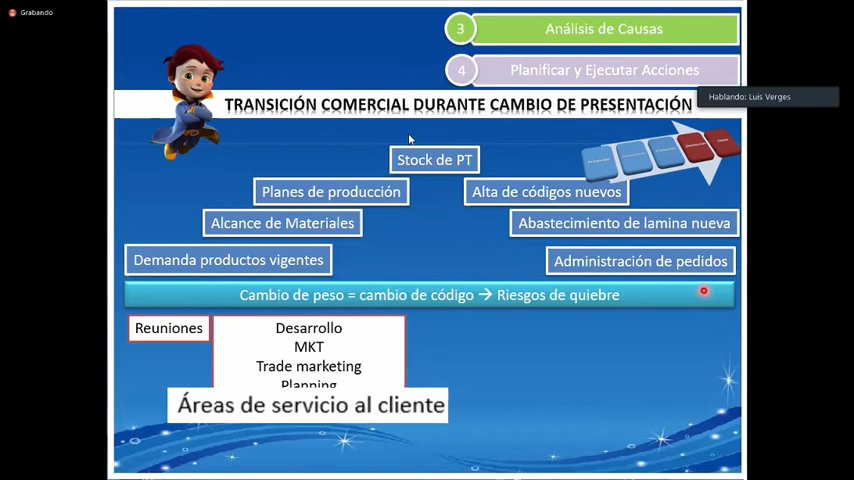 Grabando
3 Análisis de Causas
4 Planificar y Ejecutar Acciones
Hablando: Luis Verges
TRANSICIÓN COMERCIAL DURANTE CAMBIO DE PRESENTACIÓN
Stock de PT
Planes de producción
Alta de códigos nuevos
Alcance de Materiales
Abastecimiento de lamina nueva
Demanda productos vigentes
Administración de pedidos
Cambio de peso = cambio de código → Riesgos de quiebre
Reuniones
Desarrollo
MKT
Trade marketing
Planning
Áreas de servicio al cliente